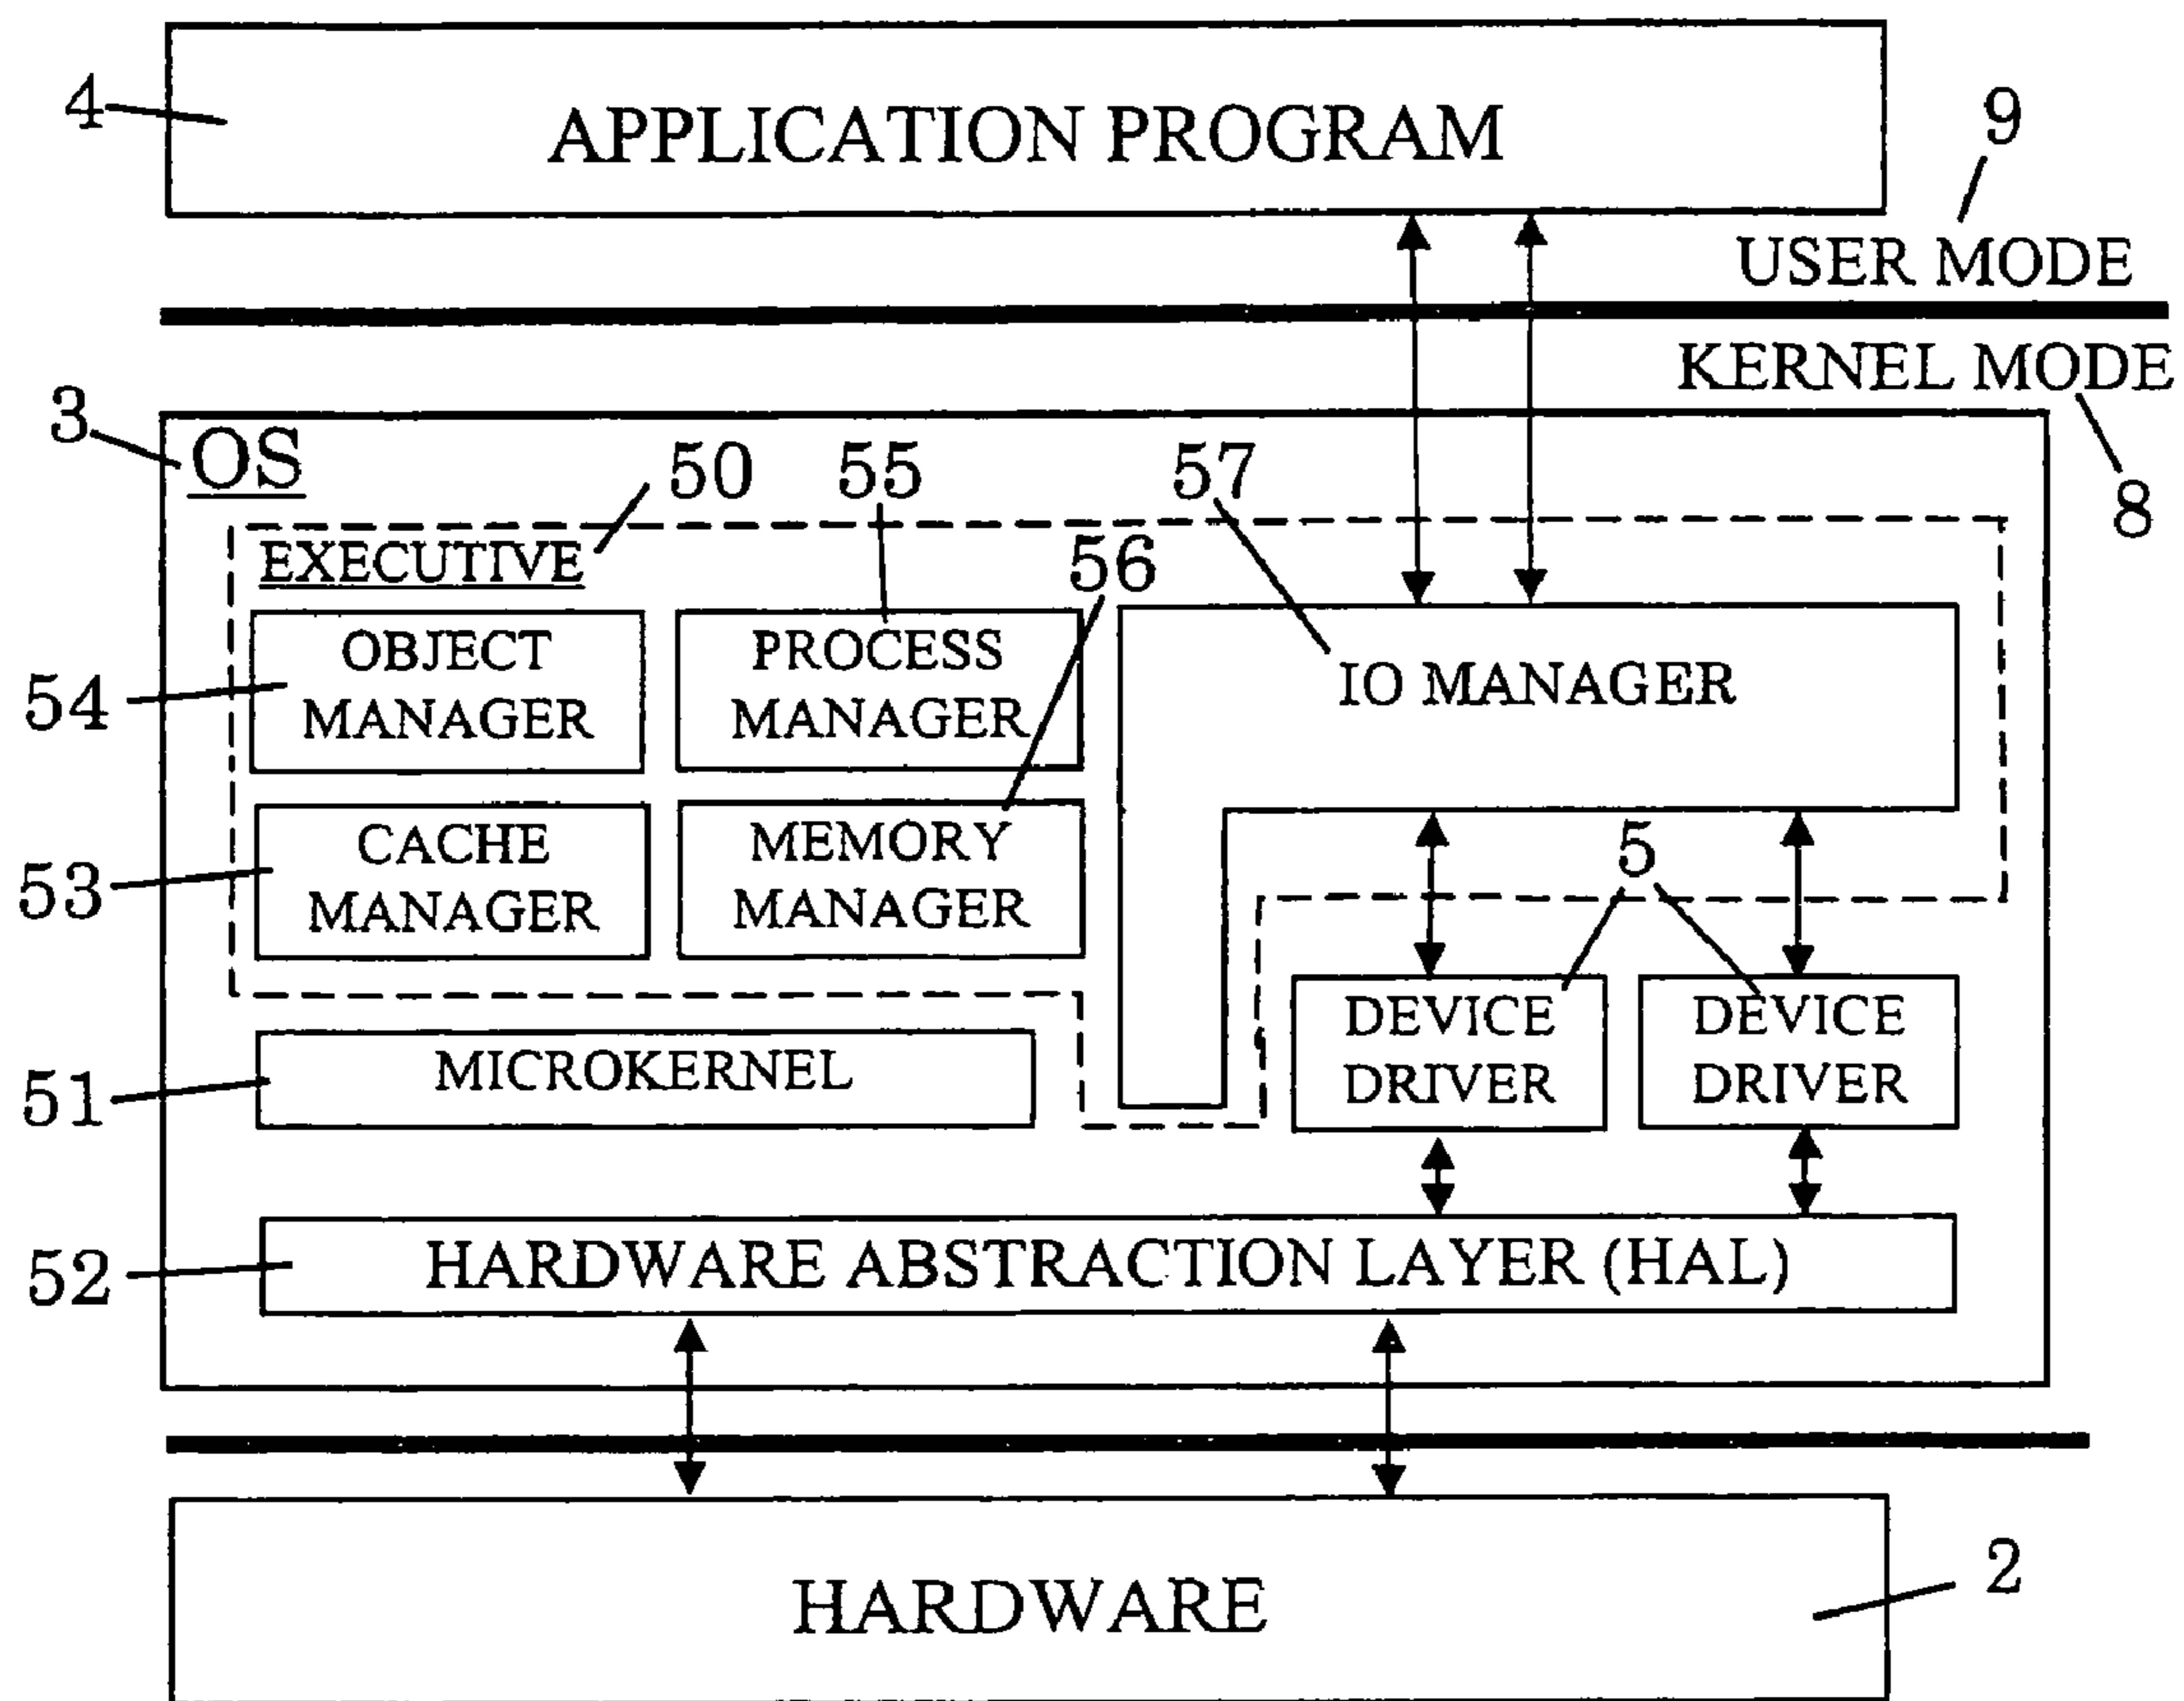 4
APPLICATION PROGRAM
9
USER MODE
KERNEL MODE
8
3
OS
50
55
57
EXECUTIVE
56
54
OBJECT
MANAGER
PROCESS
MANAGER
IO MANAGER
53
CACHE
MANAGER
MEMORY
MANAGER
5
51
MICROKERNEL
DEVICE
DRIVER
DEVICE
DRIVER
52
HARDWARE ABSTRACTION LAYER (HAL)
HARDWARE
2